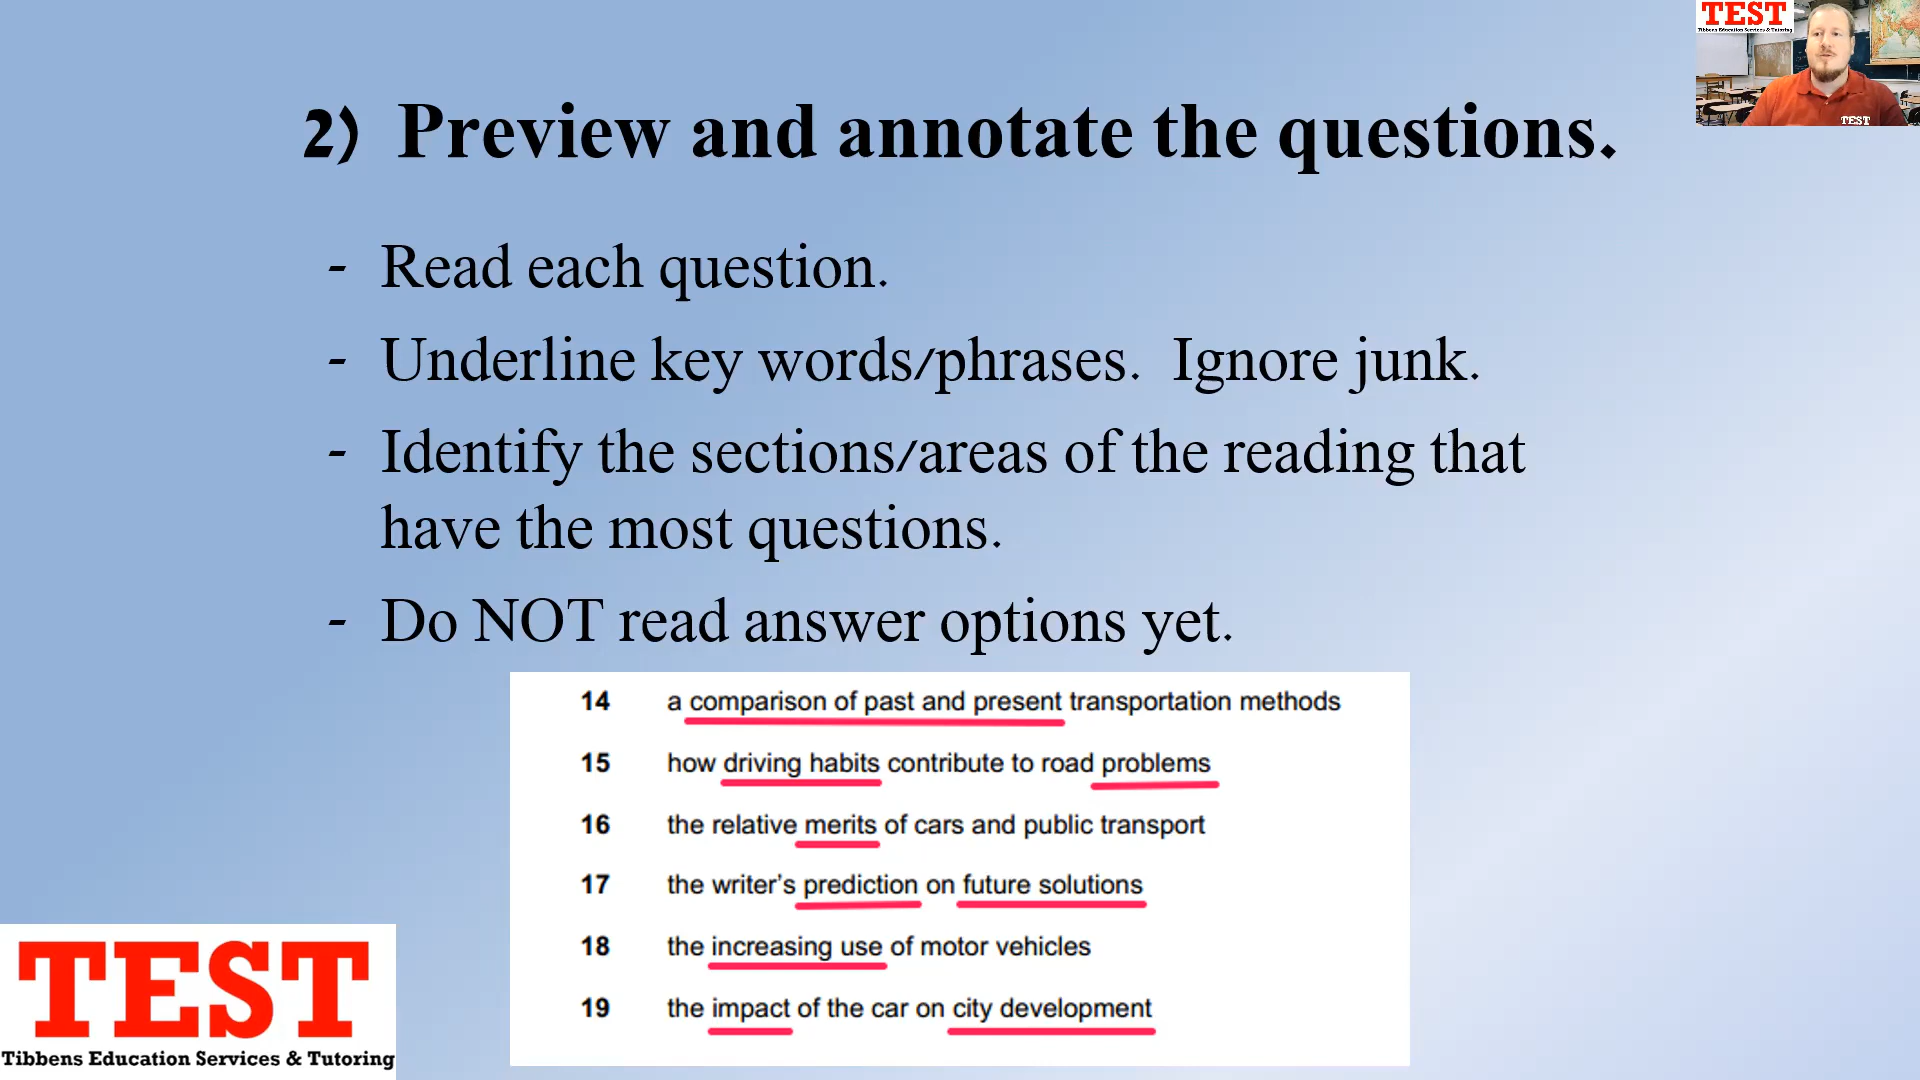 TEST
Tibbens Education Services & Tutoring
TEST
2) Preview and annotate the questions.
- Read each question.
- Underline key words/phrases. Ignore junk.
- Identify the sections/areas of the reading that
have the most questions.
- Do NOT read answer options yet.
14 a comparison of past and present transportation methods
15 how driving habits contribute to road problems
16 the relative merits of cars and public transport
17 the writer's prediction on future solutions
18 the increasing use of motor vehicles
19 the impact of the car on city development
TEST
Tibbens Education Services & Tutoring